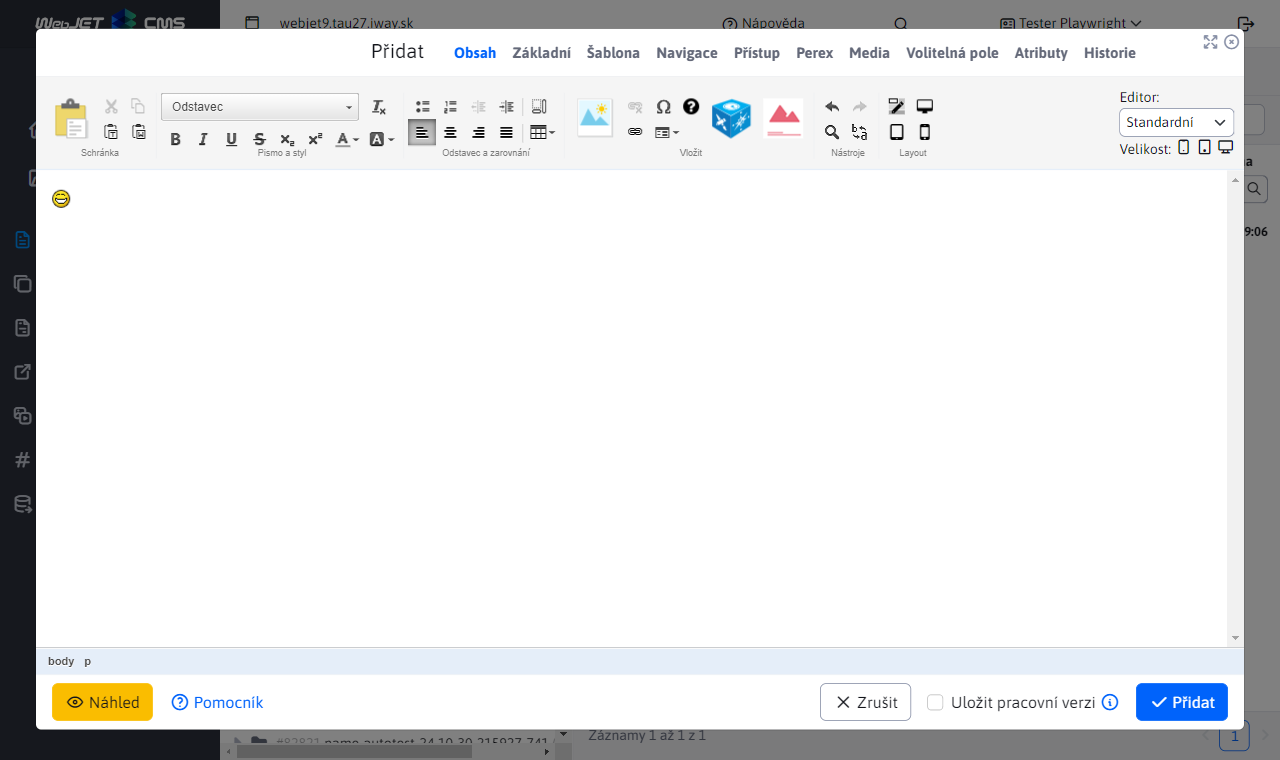 WebJET CMS
webjet9.tau27.iway.sk
Nápověda
Tester Playwright
Přidat
Obsah
Základní
Šablona
Navigace
Přístup
Perex
Media
Volitelná pole
Atributy
Historie
Odstavec
Schránka
Písmo a styl
Odstavec a zarovnání
Vložit
Nástroje
Layout
Editor:
Standardní
Velikost:
9:06
body p
Náhled
Pomocník
Zrušit
Uložit pracovní verzi
Přidat
#82821 name-autotest-24.10.30.215927-741
Záznamy 1 až 1 z 1
1